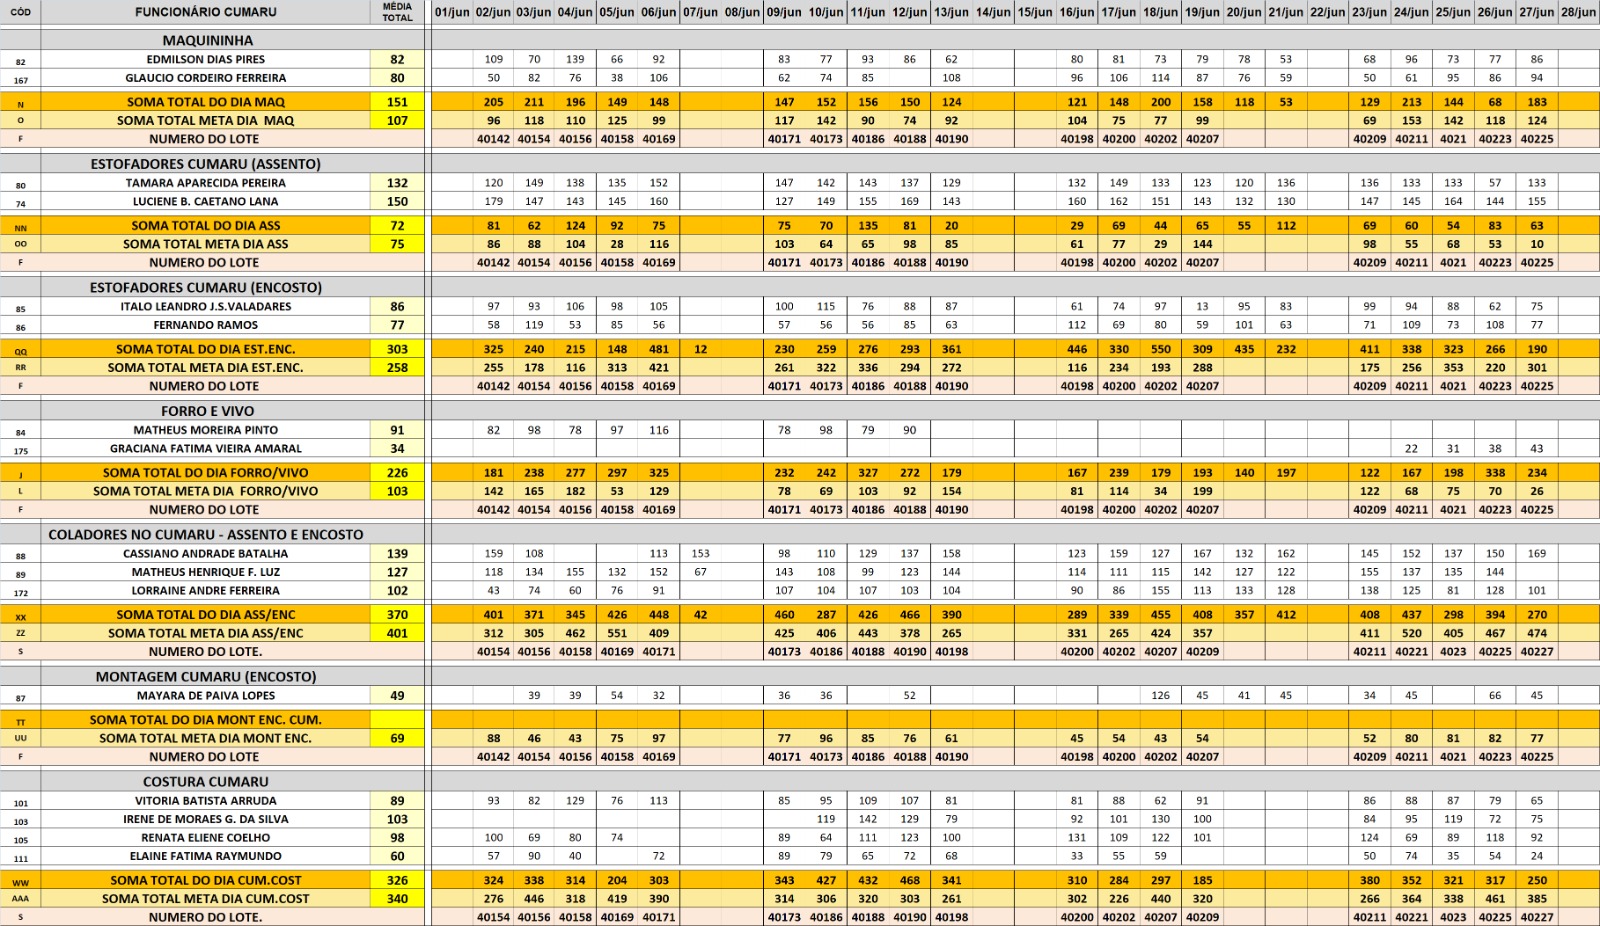 CÓD FUNCIONÁRIO CUMARU MÉDIA TOTAL 01/jun 02/jun 03/jun 04/jun 05/jun 06/jun 07/jun 08/jun 09/jun 10/jun 11/jun 12/jun 13/jun 14/jun 15/jun 16/jun 17/jun 18/jun 19/jun 20/jun 21/jun 22/jun 23/jun 24/jun 25/jun 26/jun 27/jun 28/jun
MAQUININHA
82 EDMILSON DIAS PIRES 82 109 70 139 66 92 83 77 93 86 62 80 81 73 79 78 53 68 96 73 77 86
167 GLAUCIO CORDEIRO FERREIRA 80 50 82 76 38 106 62 74 85 108 96 106 114 87 76 59 50 61 95 86 94
N SOMA TOTAL DO DIA MAQ 151 205 211 196 149 148 147 152 156 150 124 121 148 200 158 118 53 129 213 144 68 183
O SOMA TOTAL META DIA MAQ 107 96 118 110 125 99 117 142 90 74 92 104 75 77 99 69 153 142 118 124
F NUMERO DO LOTE 40142 40154 40156 40158 40169 40171 40173 40186 40188 40190 40198 40200 40202 40207 40209 40211 4021 40223 40225
ESTOFADORES CUMARU (ASSENTO)
80 TAMARA APARECIDA PEREIRA 132 120 149 138 135 152 147 142 143 137 129 132 149 133 123 120 136 136 133 133 57 133
74 LUCIENE B. CAETANO LANA 150 179 147 143 145 160 127 149 155 169 143 160 162 151 143 132 130 147 145 164 144 155
NN SOMA TOTAL DO DIA ASS 72 81 62 124 92 75 75 70 135 81 20 29 69 44 65 55 112 69 60 54 83 63
OO SOMA TOTAL META DIA ASS 75 86 88 104 28 116 103 64 65 98 85 61 77 29 144 98 55 68 53 10
F NUMERO DO LOTE 40142 40154 40156 40158 40169 40171 40173 40186 40188 40190 40198 40200 40202 40207 40209 40211 4021 40223 40225
ESTOFADORES CUMARU (ENCOSTO)
85 ITALO LEANDRO J.S.VALADARES 86 97 93 106 98 105 100 115 76 88 87 61 74 97 13 95 83 99 94 88 62 75
86 FERNANDO RAMOS 77 58 119 53 85 56 57 56 56 85 63 112 69 80 59 101 63 71 109 73 108 77
QQ SOMA TOTAL DO DIA EST.ENC. 303 325 240 215 148 481 12 230 259 276 293 361 446 330 550 309 435 232 411 338 323 266 190
RR SOMA TOTAL META DIA EST.ENC. 258 255 178 116 313 421 261 322 336 294 272 116 234 193 288 175 256 353 220 301
F NUMERO DO LOTE 40142 40154 40156 40158 40169 40171 40173 40186 40188 40190 40198 40200 40202 40207 40209 40211 4021 40223 40225
FORRO E VIVO
84 MATHEUS MOREIRA PINTO 91 82 98 78 97 116 78 98 79 90
175 GRACIANA FATIMA VIEIRA AMARAL 34 22 31 38 43
J SOMA TOTAL DO DIA FORRO/VIVO 226 181 238 277 297 325 232 242 327 272 179 167 239 179 193 140 197 122 167 198 338 234
L SOMA TOTAL META DIA FORRO/VIVO 103 142 165 182 53 129 78 69 103 92 154 81 114 34 199 122 68 75 70 26
F NUMERO DO LOTE 40142 40154 40156 40158 40169 40171 40173 40186 40188 40190 40198 40200 40202 40207 40209 40211 4021 40223 40225
COLADORES NO CUMARU - ASSENTO E ENCOSTO
88 CASSIANO ANDRADE BATALHA 139 159 108 113 153 98 110 129 137 158 123 159 127 167 132 162 145 152 137 150 169
89 MATHEUS HENRIQUE F. LUZ 127 118 134 155 132 152 67 143 108 99 123 144 114 111 115 142 127 122 155 137 135 144
172 LORRAINE ANDRE FERREIRA 102 43 74 60 76 91 107 104 107 103 104 90 86 155 113 133 128 138 125 81 128 101
XX SOMA TOTAL DO DIA ASS/ENC 370 401 371 345 426 448 42 460 287 426 466 390 289 339 455 408 357 412 408 437 298 394 270
ZZ SOMA TOTAL META DIA ASS/ENC 401 312 305 462 551 409 425 406 443 378 265 331 265 424 357 411 520 405 467 474
S NUMERO DO LOTE. 40154 40156 40158 40169 40171 40173 40186 40188 40190 40198 40200 40202 40207 40209 40211 40221 4023 40225 40227
MONTAGEM CUMARU (ENCOSTO)
87 MAYARA DE PAIVA LOPES 49 39 39 54 32 36 36 52 126 45 41 45 34 45 66 45
TT SOMA TOTAL DO DIA MONT ENC. CUM.
UU SOMA TOTAL META DIA MONT ENC. 69 88 46 43 75 97 77 96 85 76 61 45 54 43 54 52 80 81 82 77
F NUMERO DO LOTE 40142 40154 40156 40158 40169 40171 40173 40186 40188 40190 40198 40200 40202 40207 40209 40211 4021 40223 40225
COSTURA CUMARU
101 VITORIA BATISTA ARRUDA 89 93 82 129 76 113 85 95 109 107 81 81 88 62 91 86 88 87 79 65
103 IRENE DE MORAES G. DA SILVA 103 119 142 129 79 92 101 130 100 84 95 119 72 75
105 RENATA ELIENE COELHO 98 100 69 80 74 89 64 111 123 100 131 109 122 101 124 69 89 118 92
111 ELAINE FATIMA RAYMUNDO 60 57 90 40 72 89 79 65 72 68 33 55 59 50 74 35 54 24
WW SOMA TOTAL DO DIA CUM.COST 326 324 338 314 204 303 343 427 432 468 341 310 284 297 185 380 352 321 317 250
AAA SOMA TOTAL META DIA CUM.COST 340 276 446 318 419 390 314 306 320 303 261 302 226 440 320 266 364 338 461 385
S NUMERO DO LOTE. 40154 40156 40158 40169 40171 40173 40186 40188 40190 40198 40200 40202 40207 40209 40211 40221 4023 40225 40227